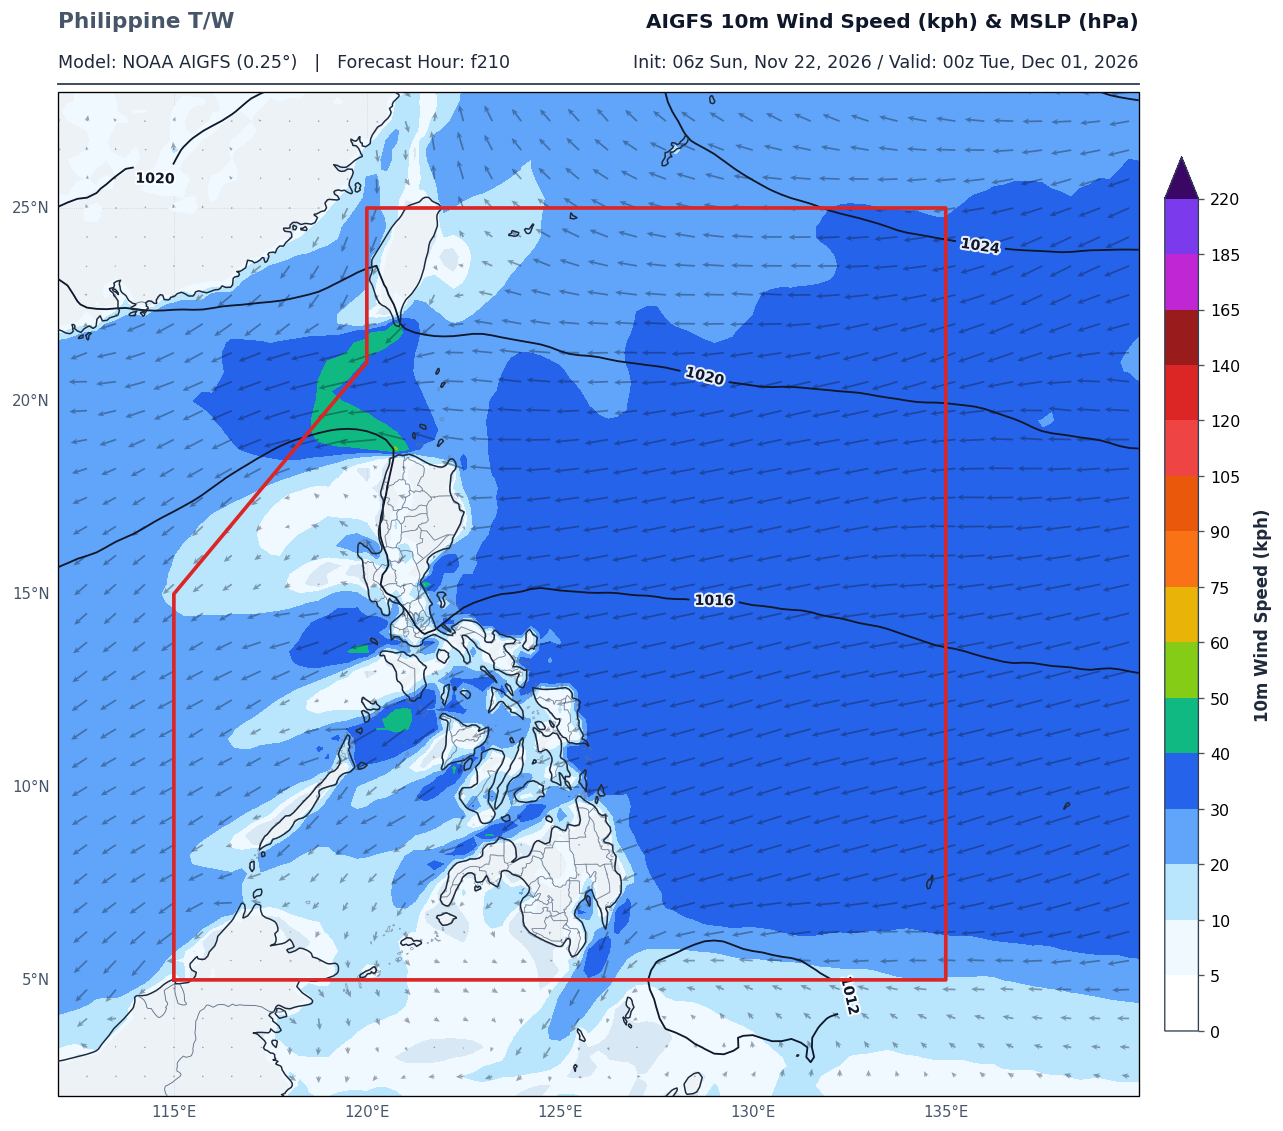 Philippine T/W
AIGFS 10m Wind Speed (kph) & MSLP (hPa)
Model: NOAA AIGFS (0.25°)   |   Forecast Hour: f210
Init: 06z Sun, Nov 22, 2026 / Valid: 00z Tue, Dec 01, 2026
1020
25°N
1024
20°N
1020
15°N
1016
10°N
5°N
1012
115°E
120°E
125°E
130°E
135°E
220
185
165
140
120
105
90
75
60
50
40
30
20
10
5
0
10m Wind Speed (kph)